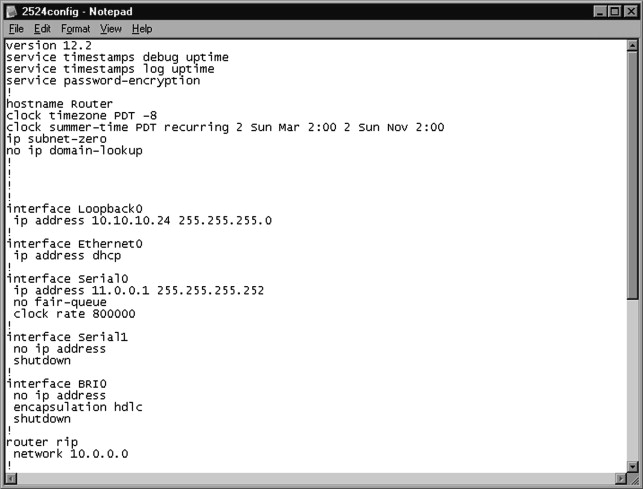 2524config - Notepad
File Edit Format View Help
version 12.2
service timestamps debug uptime
service timestamps log uptime
service password-encryption
!
hostname Router
clock timezone PDT -8
clock summer-time PDT recurring 2 Sun Mar 2:00 2 Sun Nov 2:00
ip subnet-zero
no ip domain-lookup
!
!
!
!
interface Loopback0
 ip address 10.10.10.24 255.255.255.0
!
interface Ethernet0
 ip address dhcp
!
interface Serial0
 ip address 11.0.0.1 255.255.255.252
 no fair-queue
 clock rate 800000
!
interface Serial1
 no ip address
 shutdown
!
interface BRI0
 no ip address
 encapsulation hdlc
 shutdown
!
router rip
 network 10.0.0.0
!